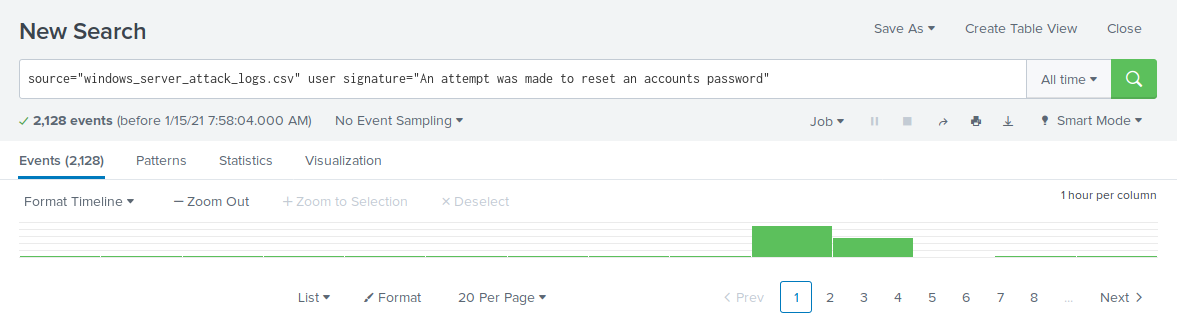 New Search
Save As
Create Table View
Close
source="windows_server_attack_logs.csv" user signature="An attempt was made to reset an accounts password"
All time
2,128 events (before 1/15/21 7:58:04.000 AM)
No Event Sampling
Job
Smart Mode
Events (2,128)
Patterns
Statistics
Visualization
Format Timeline
— Zoom Out
+ Zoom to Selection
× Deselect
1 hour per column
List
Format
20 Per Page
< Prev
1
2
3
4
5
6
7
8
...
Next >